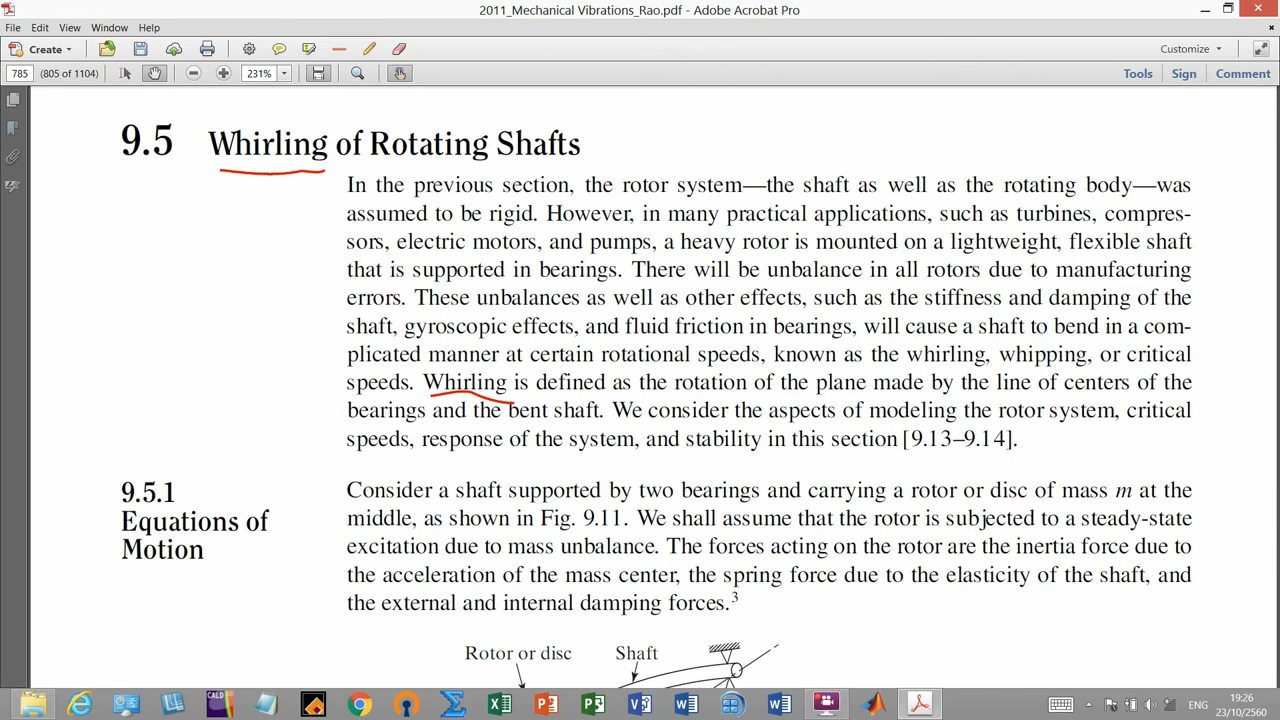 2011_Mechanical Vibrations_Rao.pdf - Adobe Acrobat Pro
File Edit View Window Help
Create Customize
785 (805 of 1104) 231% Tools Sign Comment
9.5 Whirling of Rotating Shafts
In the previous section, the rotor system—the shaft as well as the rotating body—was
assumed to be rigid. However, in many practical applications, such as turbines, compres-
sors, electric motors, and pumps, a heavy rotor is mounted on a lightweight, flexible shaft
that is supported in bearings. There will be unbalance in all rotors due to manufacturing
errors. These unbalances as well as other effects, such as the stiffness and damping of the
shaft, gyroscopic effects, and fluid friction in bearings, will cause a shaft to bend in a com-
plicated manner at certain rotational speeds, known as the whirling, whipping, or critical
speeds. Whirling is defined as the rotation of the plane made by the line of centers of the
bearings and the bent shaft. We consider the aspects of modeling the rotor system, critical
speeds, response of the system, and stability in this section [9.13–9.14].
9.5.1
Equations of
Motion
Consider a shaft supported by two bearings and carrying a rotor or disc of mass m at the
middle, as shown in Fig. 9.11. We shall assume that the rotor is subjected to a steady-state
excitation due to mass unbalance. The forces acting on the rotor are the inertia force due to
the acceleration of the mass center, the spring force due to the elasticity of the shaft, and
the external and internal damping forces.3
Rotor or disc Shaft
CALD
ENG
19:26
23/10/2560